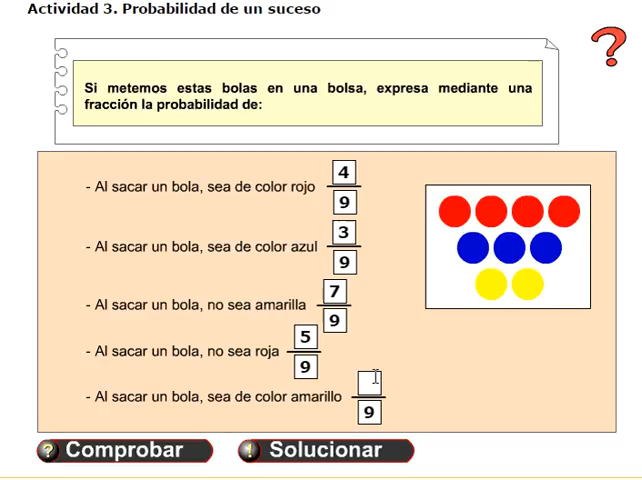 Actividad 3. Probabilidad de un suceso
?
Si metemos estas bolas en una bolsa, expresa mediante una
fracción la probabilidad de:
- Al sacar un bola, sea de color rojo 4
9
- Al sacar un bola, sea de color azul 3
9
- Al sacar un bola, no sea amarilla 7
9
- Al sacar un bola, no sea roja 5
9
- Al sacar un bola, sea de color amarillo
9
? Comprobar
! Solucionar